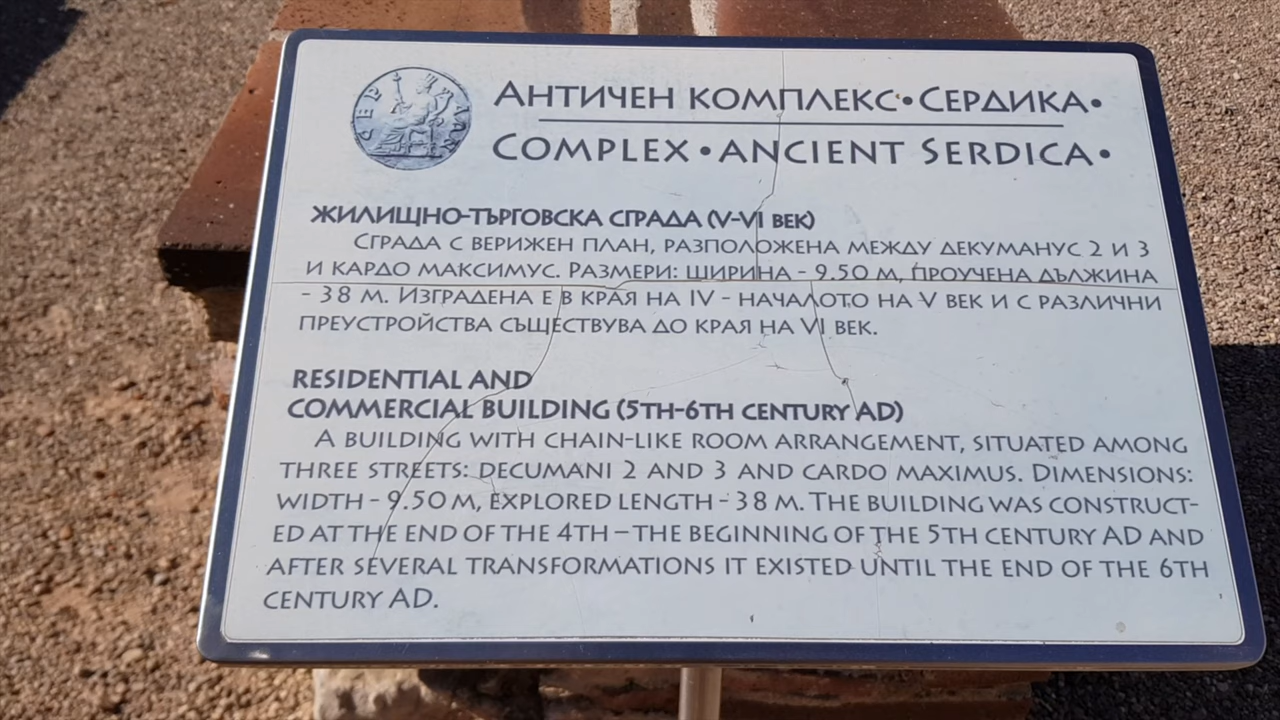 АНТИЧЕН КОМПЛЕКС•СЕРДИКА•
COMPLEX•ANCIENT SERDICA•
ЖИЛИЩНО-ТЪРГОВСКА СГРАДА (V-VI ВЕК)
СГРАДА С ВЕРИЖЕН ПЛАН, РАЗПОЛОЖЕНА МЕЖДУ ДЕКУМАНУС 2 И 3
И КАРДО МАКСИМУС. РАЗМЕРИ: ШИРИНА - 9.50 М, ПРОУЧЕНА ДЪЛЖИНА
- 38 М. ИЗГРАДЕНА Е В КРАЯ НА IV - НАЧАЛОТО НА V ВЕК И С РАЗЛИЧНИ
ПРЕУСТРОЙСТВА СЪЩЕСТВУВА ДО КРАЯ НА VI ВЕК.
RESIDENTIAL AND
COMMERCIAL BUILDING (5TH-6TH CENTURY AD)
A BUILDING WITH CHAIN-LIKE ROOM ARRANGEMENT, SITUATED AMONG
THREE STREETS: DECUMANI 2 AND 3 AND CARDO MAXIMUS. DIMENSIONS:
WIDTH - 9.50 M, EXPLORED LENGTH - 38 M. THE BUILDING WAS CONSTRUCT-
ED AT THE END OF THE 4TH – THE BEGINNING OF THE 5TH CENTURY AD AND
AFTER SEVERAL TRANSFORMATIONS IT EXISTED UNTIL THE END OF THE 6TH
CENTURY AD.